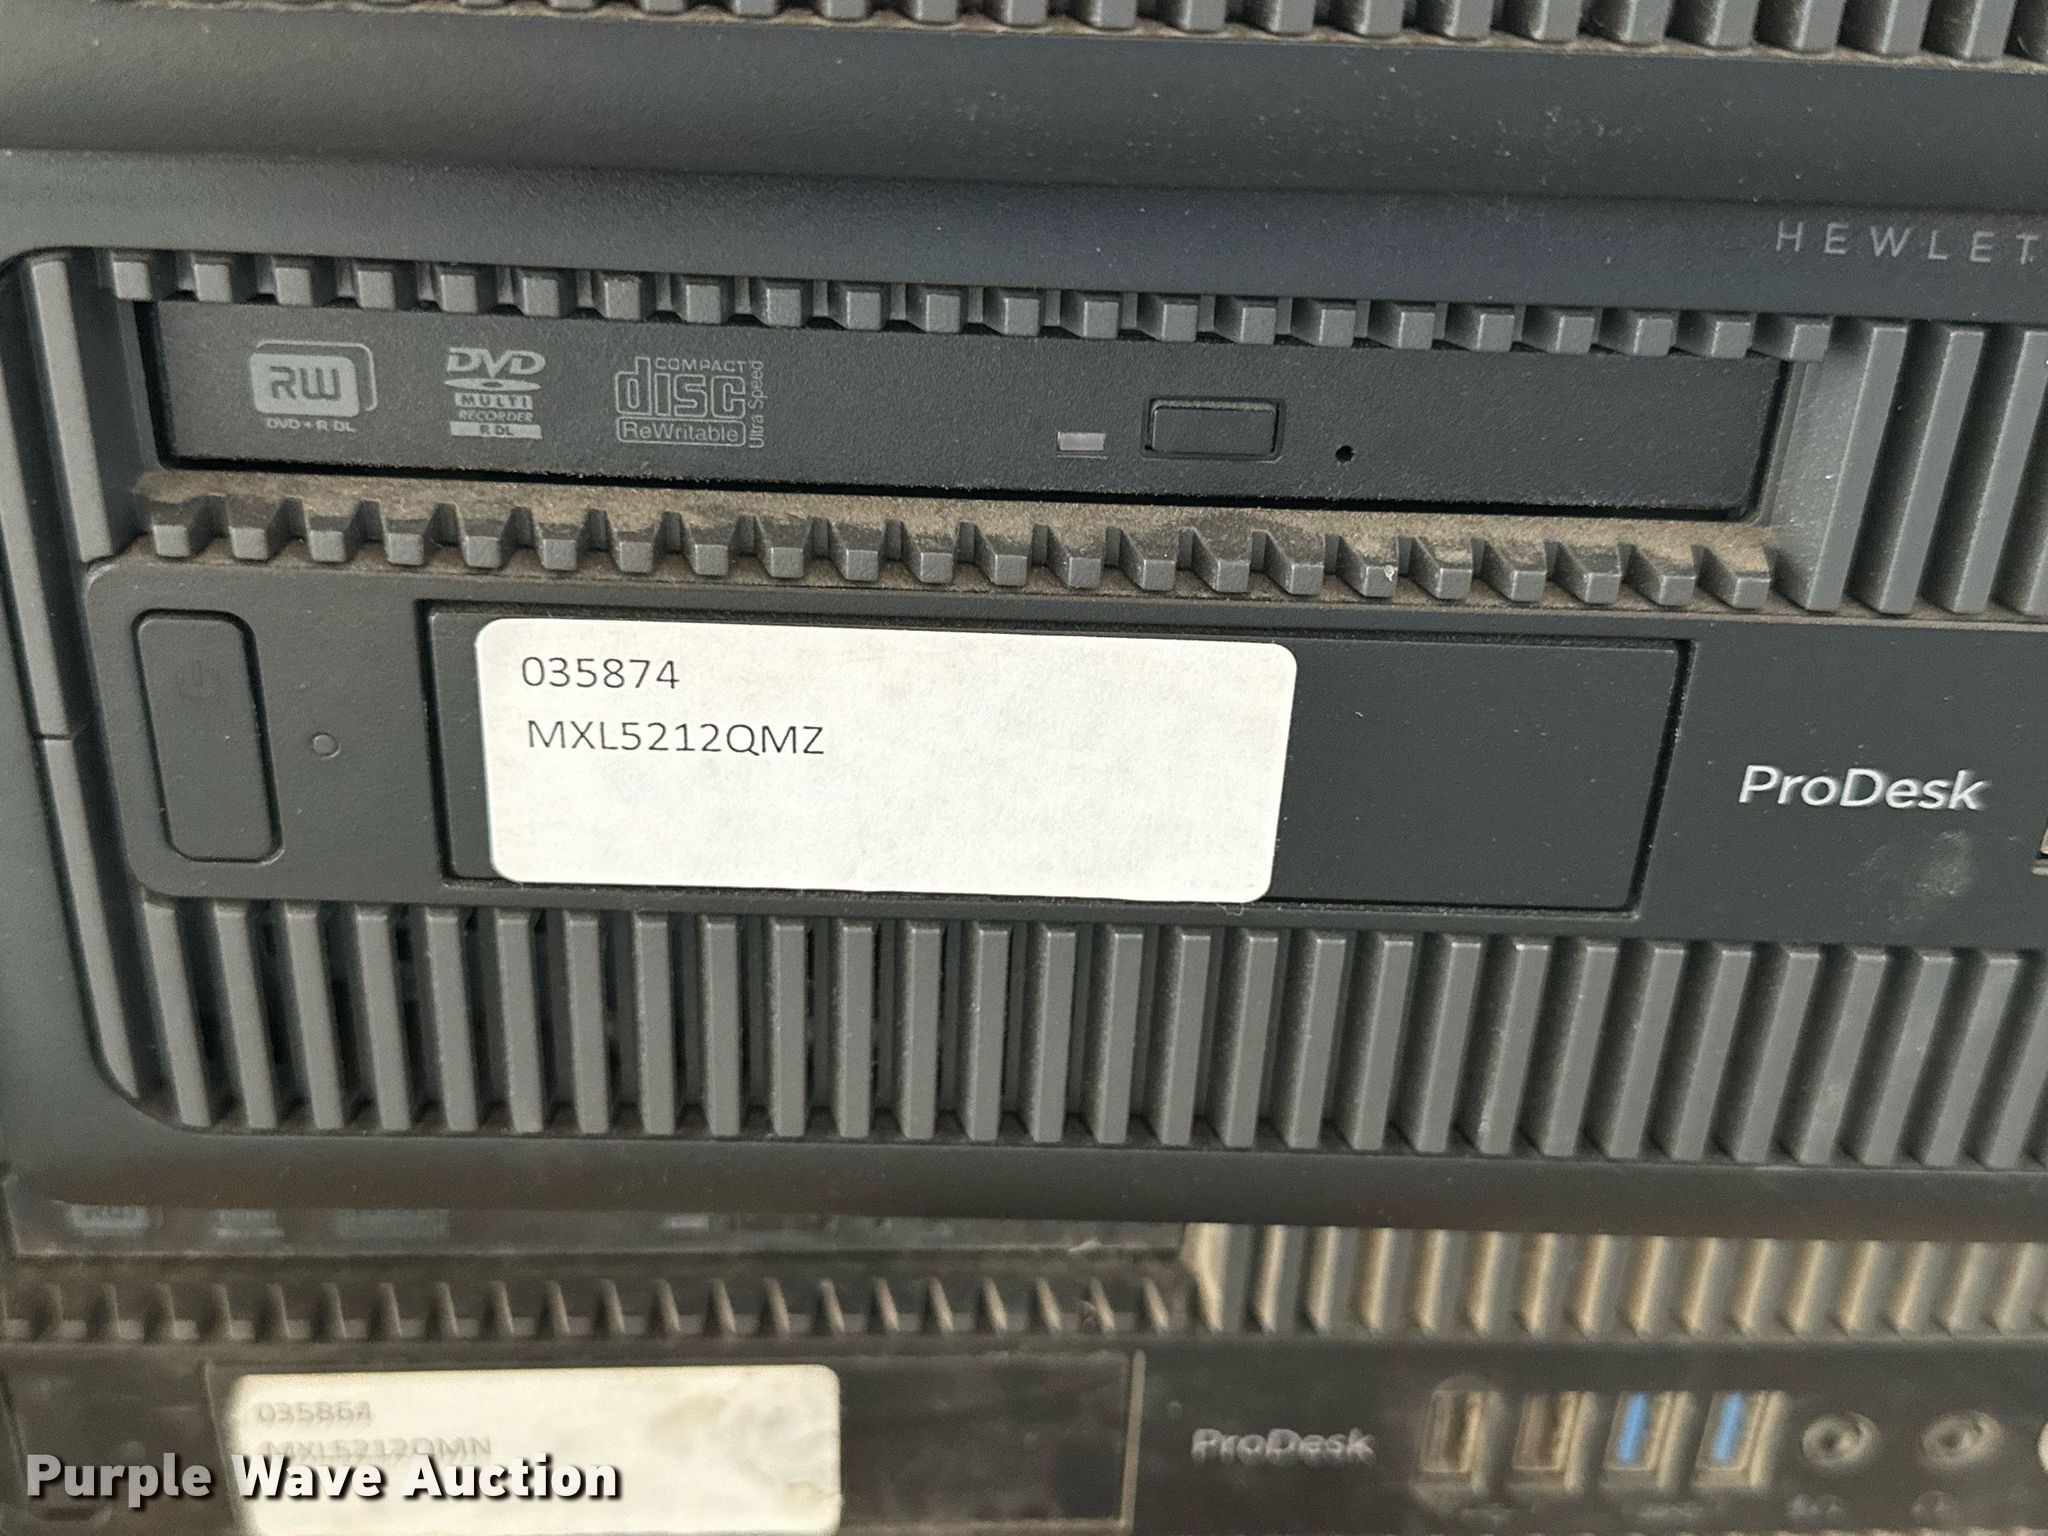 HEWLET
RW
DVD+R DL
DVD
MULTI
RECORDER
R DL
COMPACT
disc
ReWritable
Ultra Speed
035874
MXL5212QMZ
ProDesk
035864
MXL5212QMN
ProDesk
Purple Wave Auction